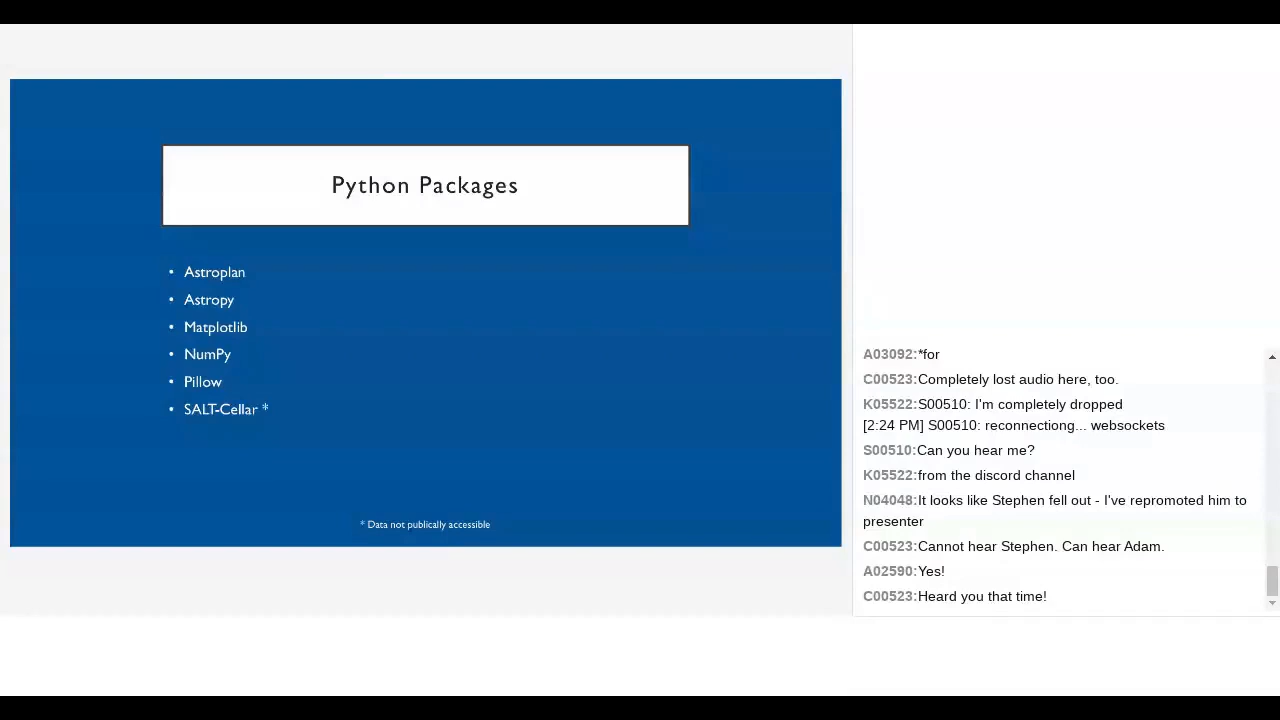 Python Packages
• Astroplan
• Astropy
• Matplotlib
• NumPy
• Pillow
• SALT-Cellar *
* Data not publically accessible
A03092:*for
C00523:Completely lost audio here, too.
K05522:S00510: I'm completely dropped
[2:24 PM] S00510: reconnectiong... websockets
S00510:Can you hear me?
K05522:from the discord channel
N04048:It looks like Stephen fell out - I've repromoted him to
presenter
C00523:Cannot hear Stephen. Can hear Adam.
A02590:Yes!
C00523:Heard you that time!